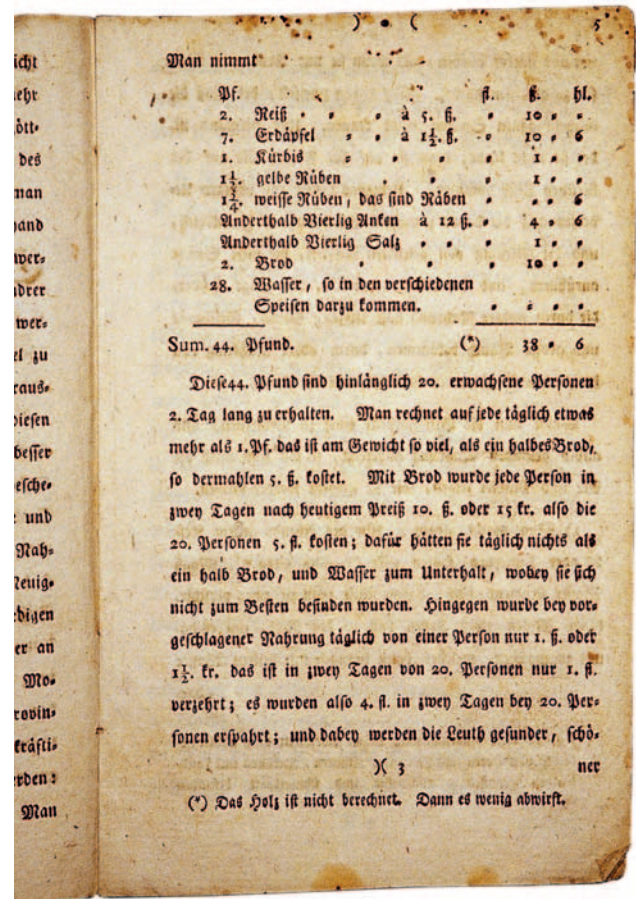 icht
ehr
ött-
des
man
and
wer-
drer
wer-
el zu
raus-
diesen
besser
esche-
und
Nah-
Neuig-
digen
er an
Mo-
rovin-
kräfti-
rden:
Man
) • ( 5
Man nimmt
Pf. fl. ß. hl.
2. Reiß • • • à 5. ß. • 10 • •
7. Erdäpfel • • à 1½. ß. • • 10 • 6
1. Kürbis • • • • • 1 • •
1½. gelbe Rüben • • • 1 • •
1¾. weisse Rüben, das sind Räben • • • 6
Anderthalb Vierlig Anken à 12 ß. • 4 • 6
Anderthalb Vierlig Salz • • • 1 • •
2. Brod • • • • 10 • •
28. Wasser, so in den verschiedenen
Speisen darzu kommen. • • • •
Sum. 44. Pfund. (*) 38 • 6
Diese44. Pfund sind hinlänglich 20. erwachsene Personen
2. Tag lang zu erhalten. Man rechnet auf jede täglich etwas
mehr als 1. Pf. das ist am Gewicht so viel, als ein halbes Brod,
so dermahlen 5. ß. kostet. Mit Brod wurde jede Person in
zwey Tagen nach heutigem Preiß 10. ß. oder 15 kr. also die
20. Personen 5. fl. kosten; dafür hätten sie täglich nichts als
ein halb Brod, und Wasser zum Unterhalt, wobey sie sich
nicht zum Besten befinden wurden. Hingegen wurde bey vor-
geschlagener Nahrung täglich von einer Person nur 1. ß. oder
1½. kr. das ist in zwey Tagen von 20. Personen nur 1. fl.
verzehrt; es wurden also 4. fl. in zwey Tagen bey 20. Per-
sonen erspahrt; und dabey werden die Leuth gesunder, schö-
)( 3 ner
(*) Das Holz ist nicht berechnet. Dann es wenig abwirft.